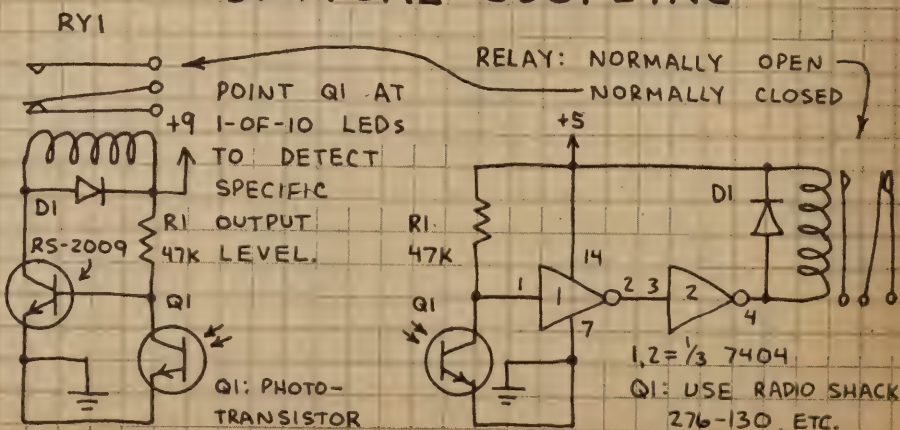 OPTICAL COUPLING
RY1
RELAY: NORMALLY OPEN
NORMALLY CLOSED
POINT Q1 AT
1-OF-10 LEDs
TO DETECT
SPECIFIC
OUTPUT
LEVEL.
+9
D1
R1
47K
RS-2009
Q1
Q1: PHOTO-
TRANSISTOR
+5
D1
R1
47K
14
Q1
1
1
2
3
2
4
7
1,2 = 1/3 7404
Q1: USE RADIO SHACK
276-130 ETC.